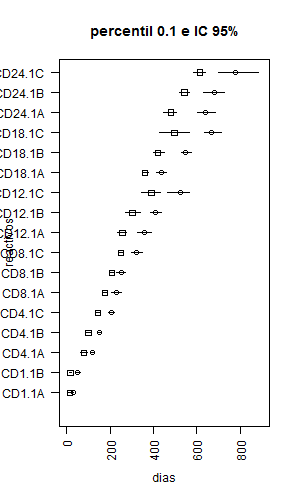 percentil 0.1 e IC 95%
CD24.1C
CD24.1B
CD24.1A
CD18.1C
CD18.1B
CD18.1A
CD12.1C
CD12.1B
CD12.1A
CD8.1C
CD8.1B
CD8.1A
CD4.1C
CD4.1B
CD4.1A
CD1.1B
CD1.1A
reactivos
0 200 400 600 800
dias